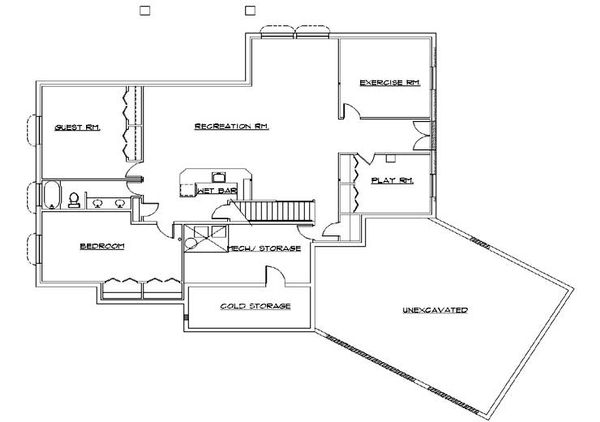 EXERCISE RM.
GUEST RM.
RECREATION RM.
PLAY RM.
WET BAR
BEDROOM
MECH./ STORAGE
COLD STORAGE
UNEXCAVATED